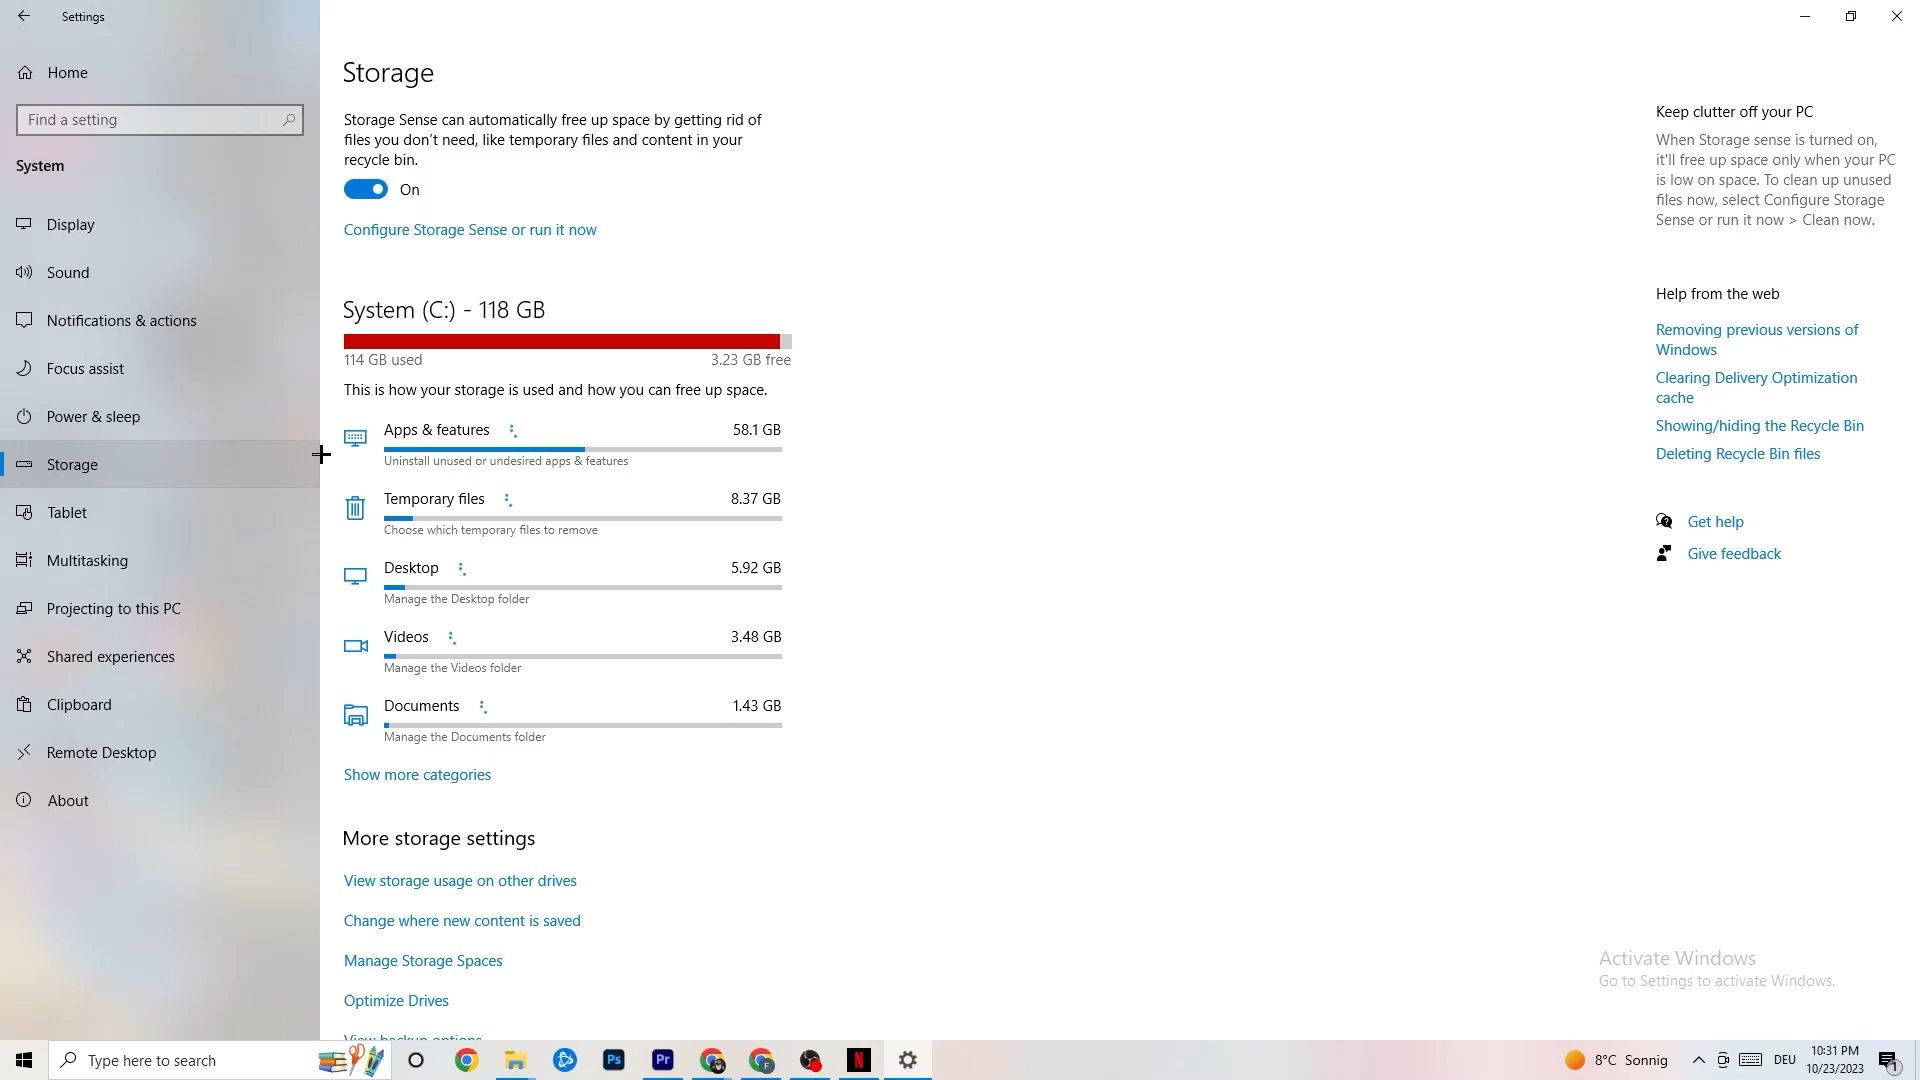 Settings
Home
Find a setting
System
Display
Sound
Notifications & actions
Focus assist
Power & sleep
Storage
Tablet
Multitasking
Projecting to this PC
Shared experiences
Clipboard
Remote Desktop
About
Storage
Storage Sense can automatically free up space by getting rid of
files you don't need, like temporary files and content in your
recycle bin.
On
Configure Storage Sense or run it now
System (C:) - 118 GB
114 GB used 3.23 GB free
This is how your storage is used and how you can free up space.
Apps & features 58.1 GB
Uninstall unused or undesired apps & features
Temporary files 8.37 GB
Choose which temporary files to remove
Desktop 5.92 GB
Manage the Desktop folder
Videos 3.48 GB
Manage the Videos folder
Documents 1.43 GB
Manage the Documents folder
Show more categories
More storage settings
View storage usage on other drives
Change where new content is saved
Manage Storage Spaces
Optimize Drives
View backup options
Keep clutter off your PC
When Storage sense is turned on,
it'll free up space only when your PC
is low on space. To clean up unused
files now, select Configure Storage
Sense or run it now > Clean now.
Help from the web
Removing previous versions of
Windows
Clearing Delivery Optimization
cache
Showing/hiding the Recycle Bin
Deleting Recycle Bin files
Get help
Give feedback
Activate Windows
Go to Settings to activate Windows.
Type here to search
Ps
Pr
F
N
8°C Sonnig
DEU
10:31 PM
10/23/2023
1